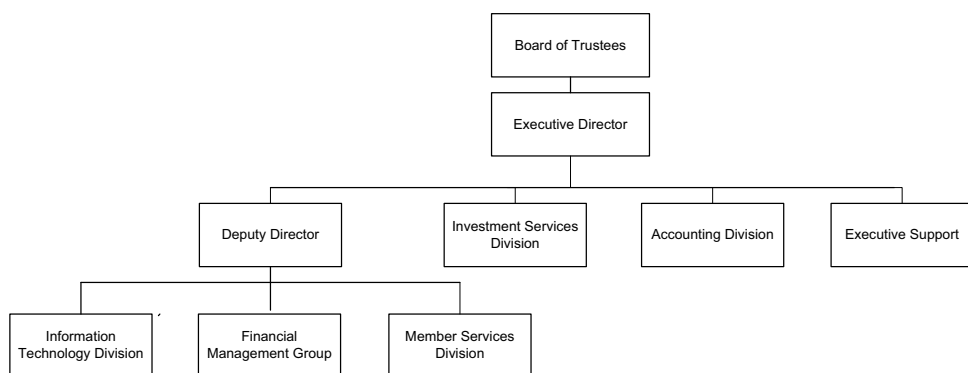 Board of Trustees
Executive Director
Deputy Director
Investment Services
Division
Accounting Division
Executive Support
Information
Technology Division
Financial
Management Group
Member Services
Division